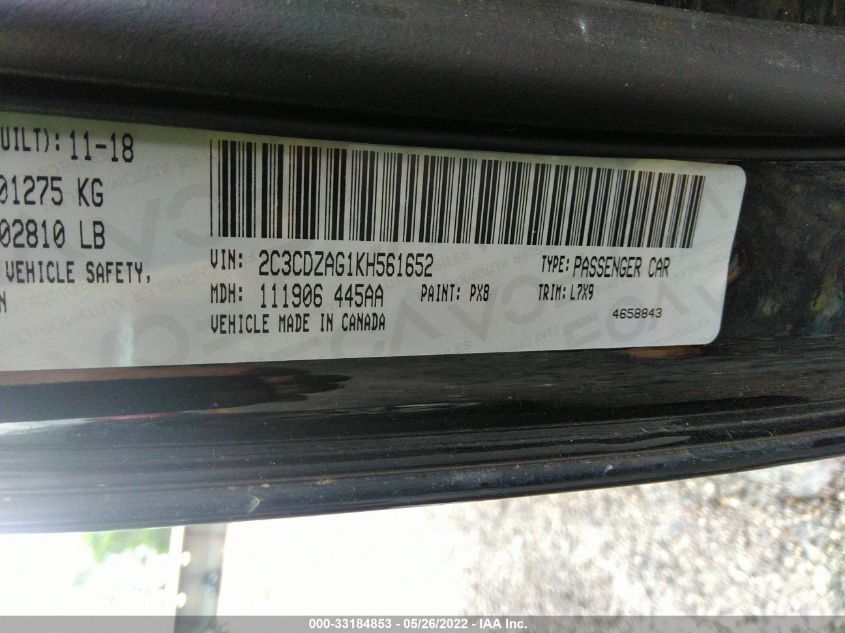 UILT): 11-18
01275 KG
02810 LB
VEHICLE SAFETY,
N
VIN: 2C3CDZAG1KH561652 TYPE: PASSENGER CAR
MDH: 111906 445AA PAINT: PX8 TRIM: L7X9
VEHICLE MADE IN CANADA 4658843
000-33184853 - 05/26/2022 - IAA Inc.